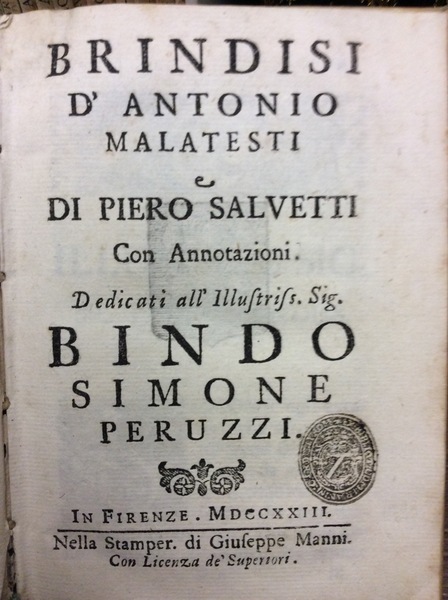 BRINDISI
D' ANTONIO
MALATESTI
e
DI PIERO SALVETTI
Con Annotazioni.
Dedicati all' Illuſtriſs. Sig.
BINDO
SIMONE
PERUZZI.
IN FIRENZE. MDCCXXIII.
Nella Stamper. di Giuſeppe Manni.
Con Licenza de' Superiori.